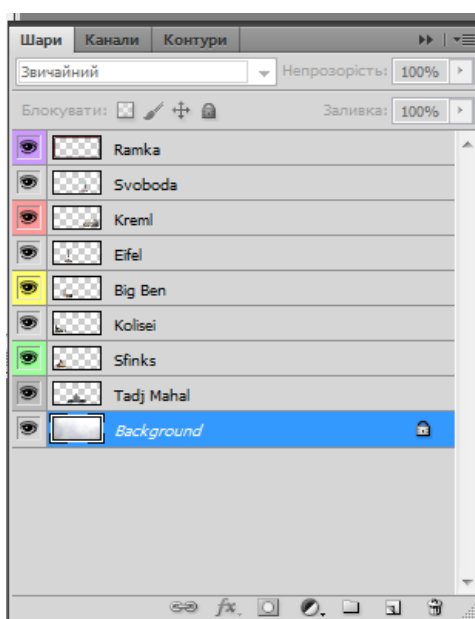 Шари Канали Контури
Звичайний Непрозорість: 100%
Блокувати: Заливка: 100%
Ramka
Svoboda
Kreml
Eifel
Big Ben
Kolisei
Sfinks
Tadj Mahal
Background
fx.